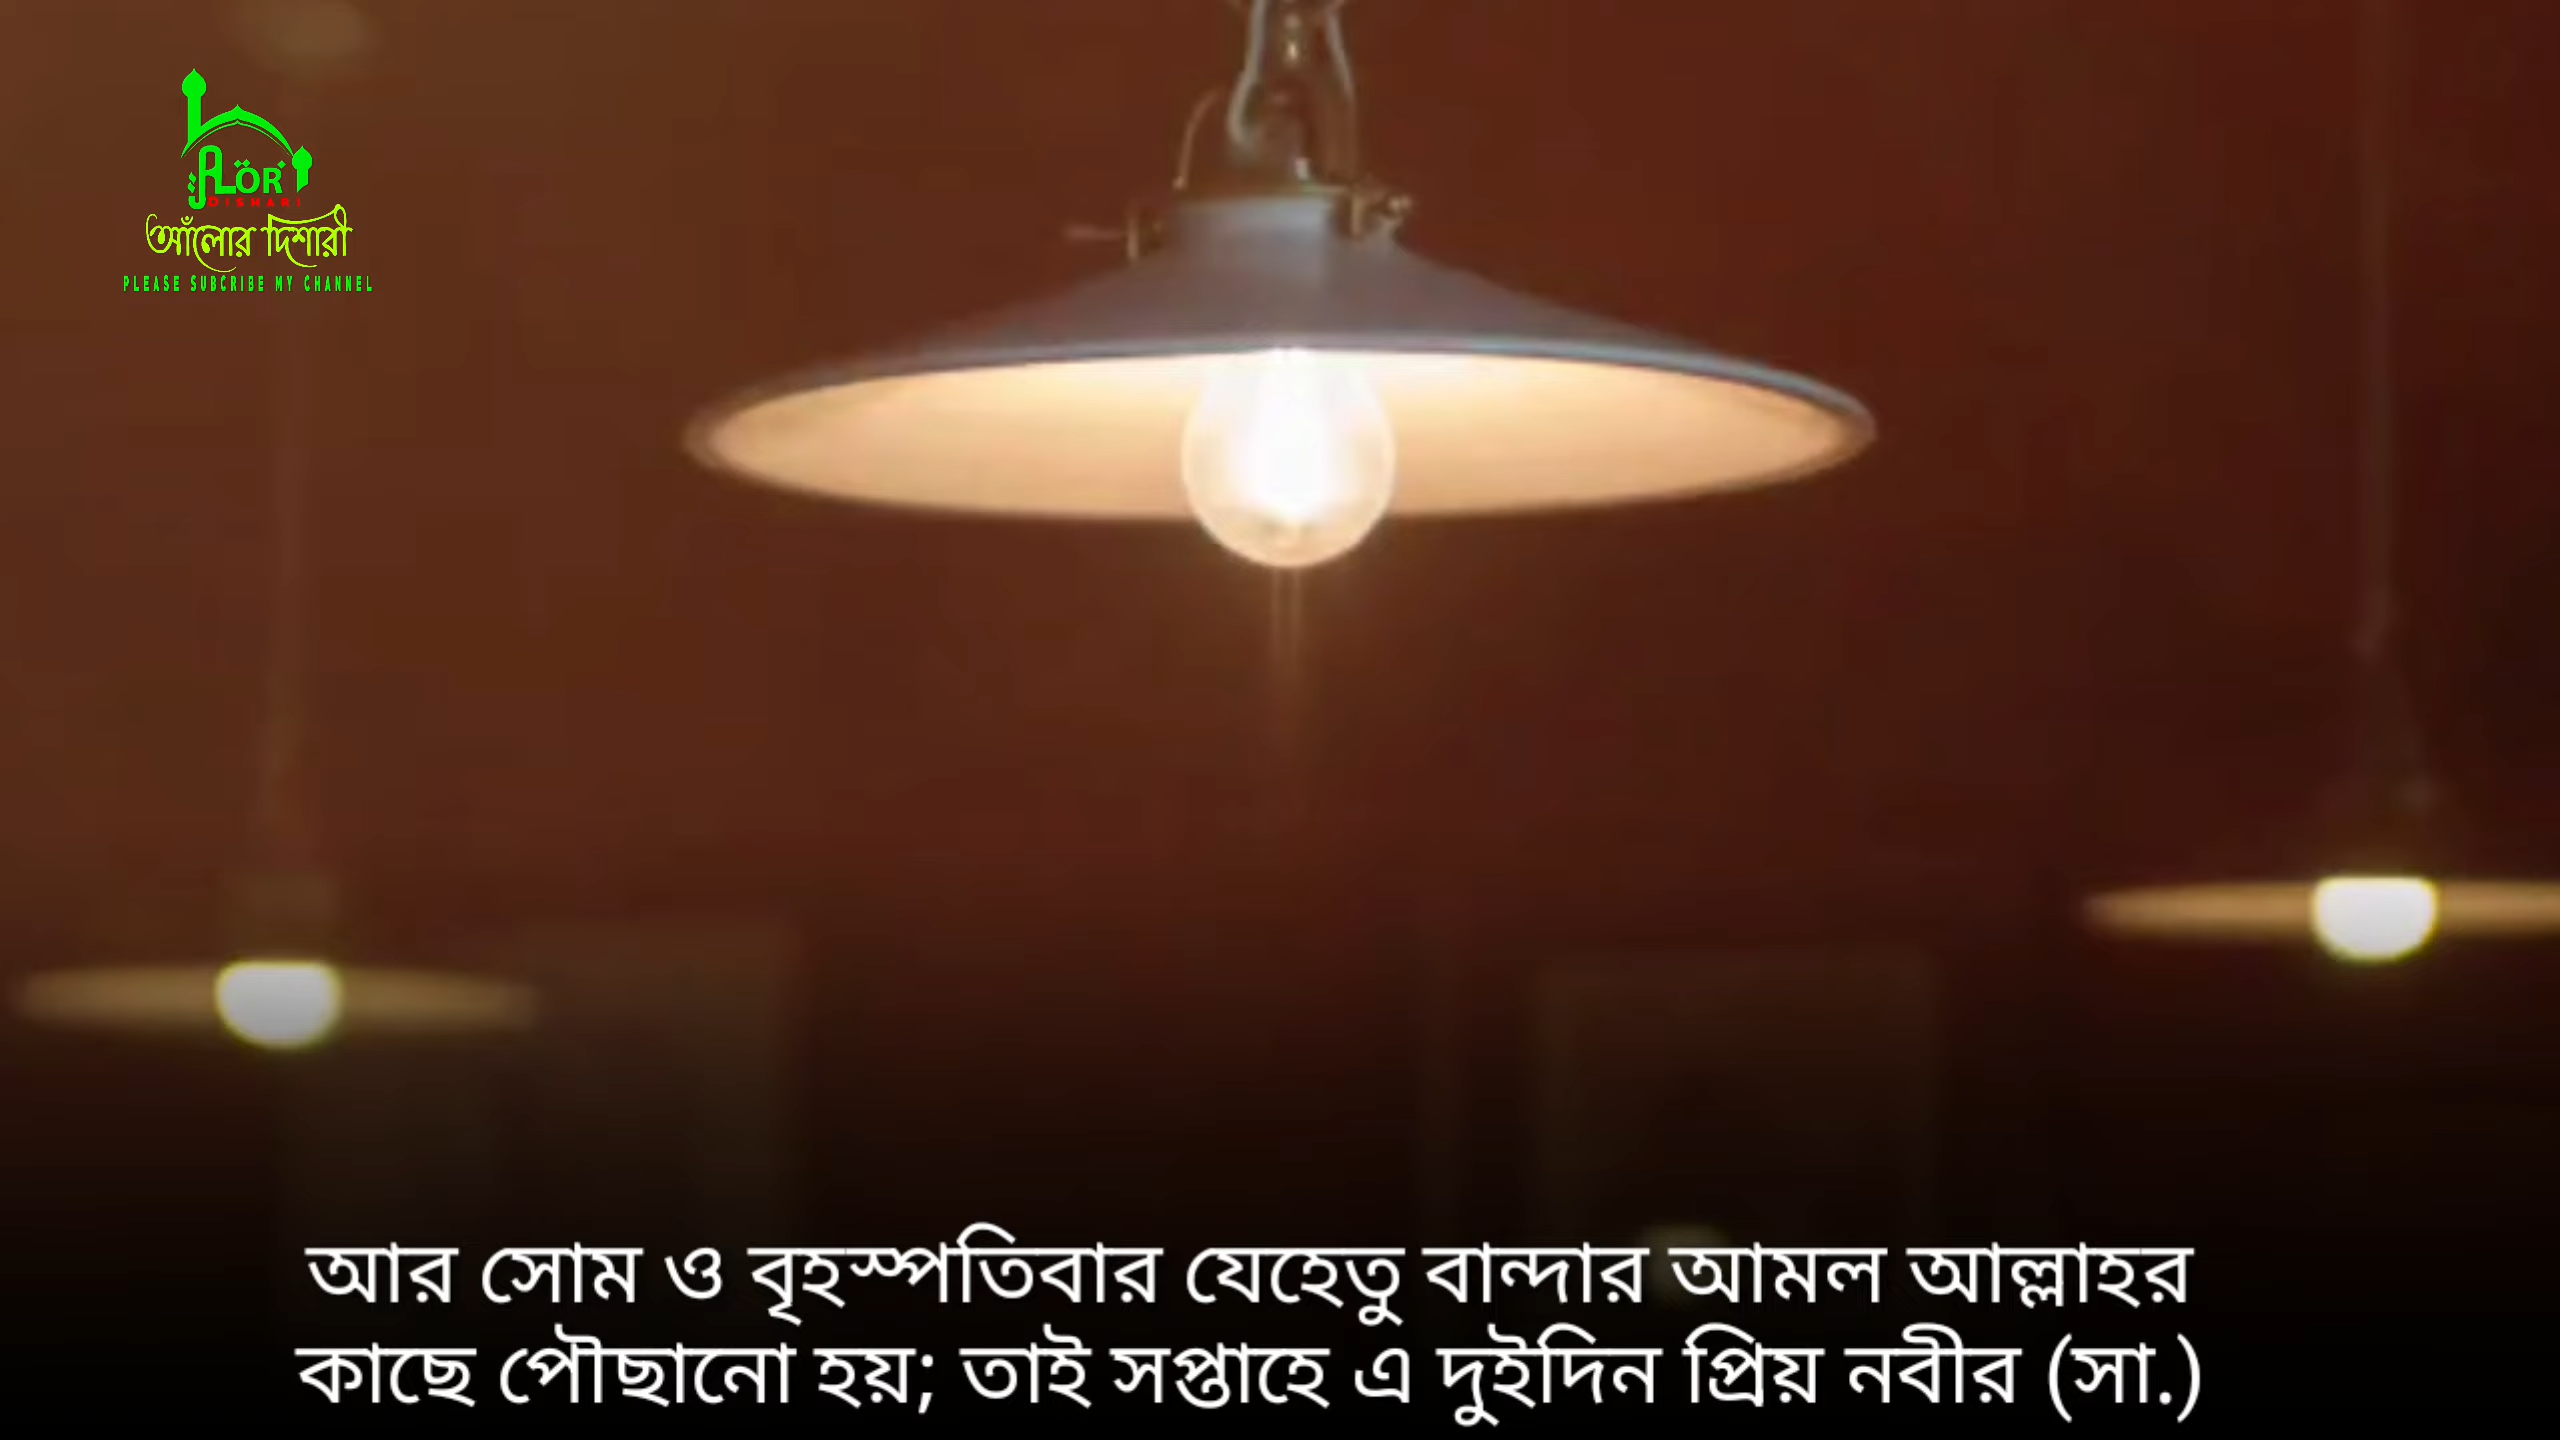 ALOR
DISHARI
আঁলোর দিশারী
PLEASE SUBCRIBE MY CHANNEL
আর সোম ও বৃহস্পতিবার যেহেতু বান্দার আমল আল্লাহর
কাছে পৌছানো হয়; তাই সপ্তাহে এ দুইদিন প্রিয় নবীর (সা.)